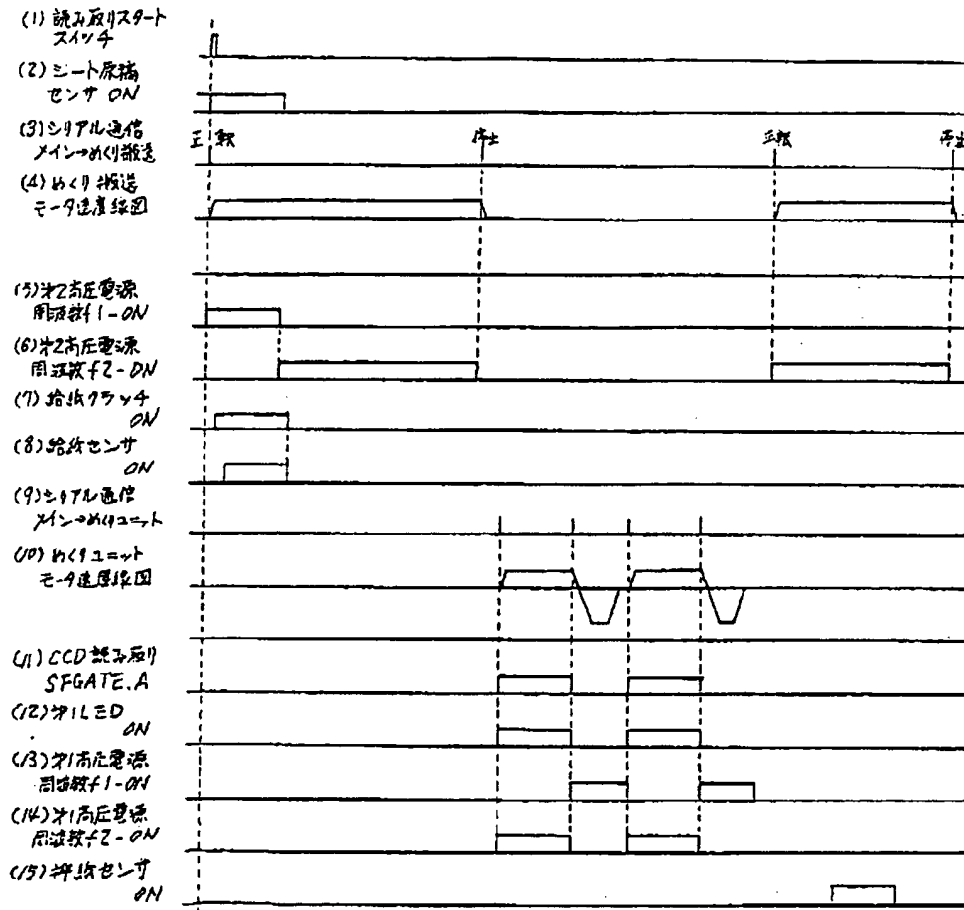 (1) 読み取りスタート
スイッチ
(2) シート原稿
センサ ON
(3) シリアル通信
メイン→めくり搬送
正転
停止
正転
停止
(4) めくり搬送
モータ速度線図
(5) 第2高圧電源
周波数f1-ON
(6) 第2高圧電源
周波数f2-ON
(7) 給紙クラッチ
ON
(8) 給紙センサ
ON
(9) シリアル通信
メイン→めくりユニット
(10) めくりユニット
モータ速度線図
(11) CCD読み取り
SFGATE.A
(12) 第1LED
ON
(13) 第1高圧電源
周波数f1-ON
(14) 第1高圧電源
周波数f2-ON
(15) 排紙センサ
ON